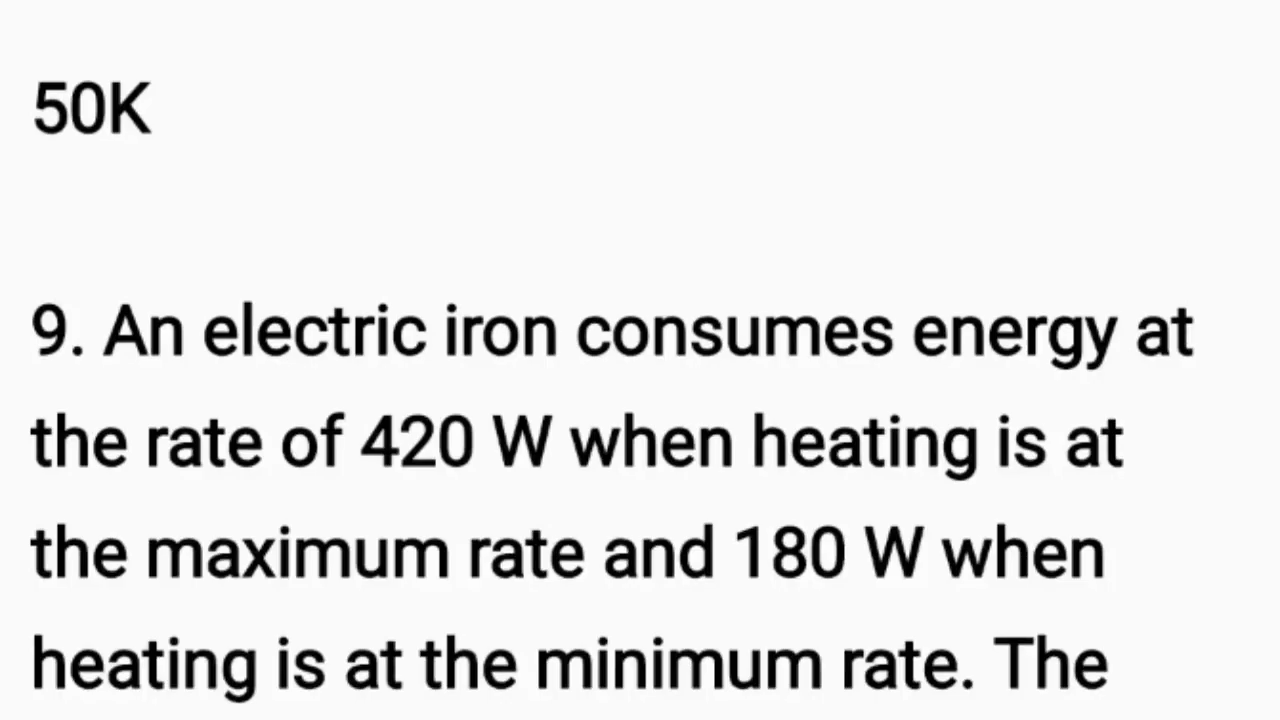 50K
9. An electric iron consumes energy at
the rate of 420 W when heating is at
the maximum rate and 180 W when
heating is at the minimum rate. The